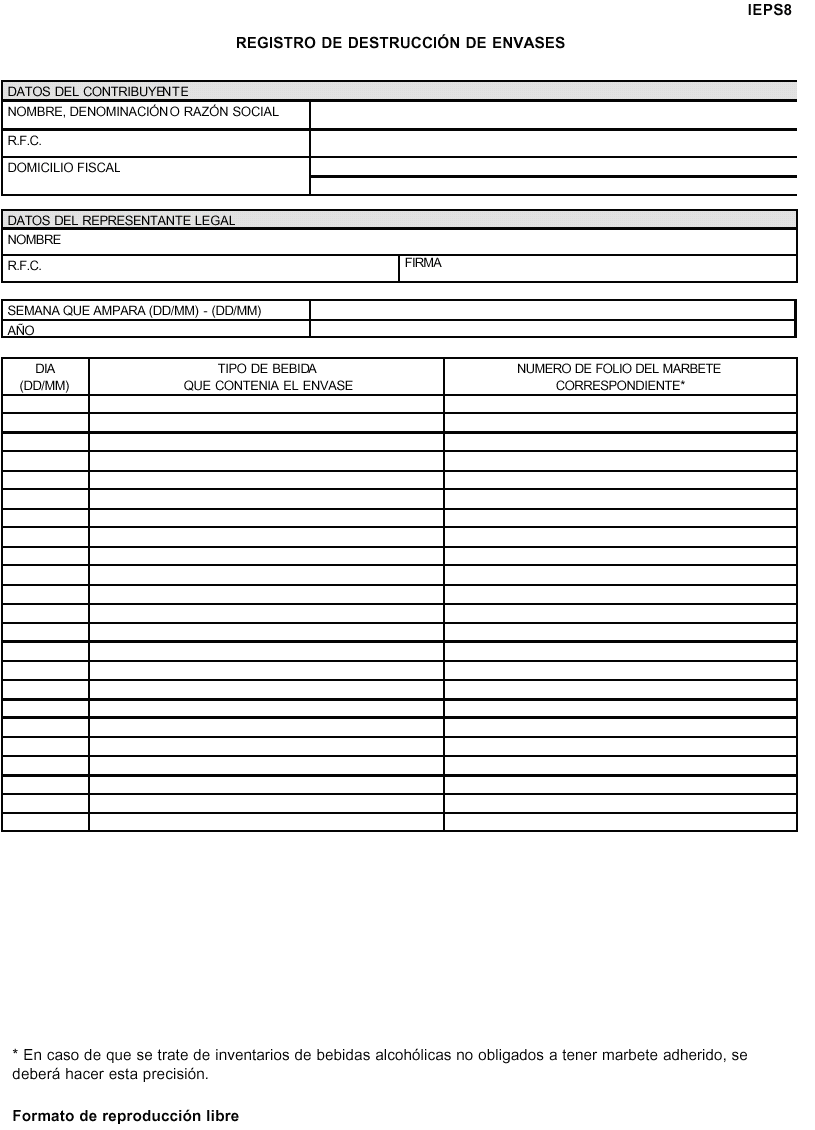 IEPS8
REGISTRO DE DESTRUCCIÓN DE ENVASES
DATOS DEL CONTRIBUYENTE
NOMBRE, DENOMINACIÓN O RAZÓN SOCIAL
R.F.C.
DOMICILIO FISCAL
DATOS DEL REPRESENTANTE LEGAL
NOMBRE
R.F.C. FIRMA
SEMANA QUE AMPARA (DD/MM) - (DD/MM)
AÑO
DIA TIPO DE BEBIDA NUMERO DE FOLIO DEL MARBETE
(DD/MM) QUE CONTENIA EL ENVASE CORRESPONDIENTE*
* En caso de que se trate de inventarios de bebidas alcohólicas no obligados a tener marbete adherido, se
deberá hacer esta precisión.
Formato de reproducción libre